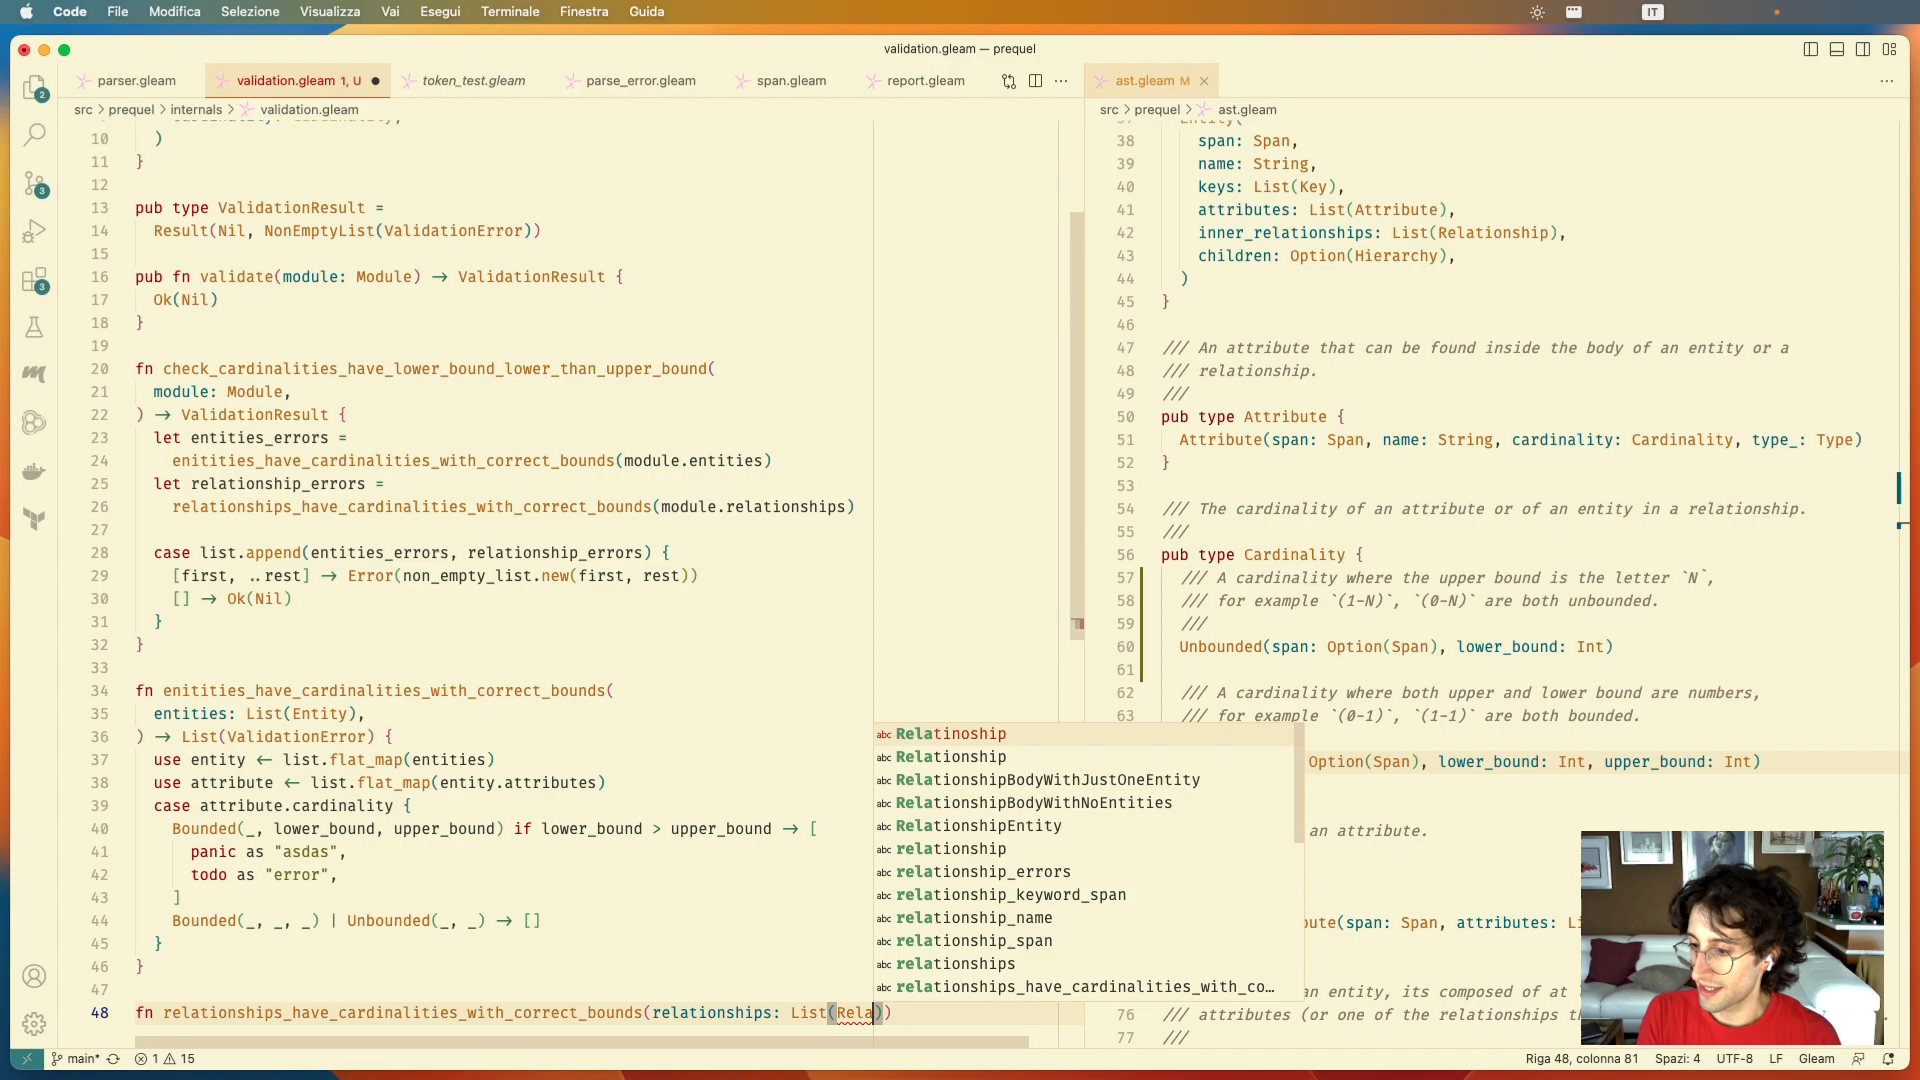 Code File Modifica Selezione Visualizza Vai Esegui Terminale Finestra Guida IT
validation.gleam — prequel
parser.gleam validation.gleam 1, U token_test.gleam parse_error.gleam span.gleam report.gleam
ast.gleam M
src > prequel > internals > validation.gleam
10 )
11 }
12
13 pub type ValidationResult =
14 Result(Nil, NonEmptyList(ValidationError))
15
16 pub fn validate(module: Module) -> ValidationResult {
17 Ok(Nil)
18 }
19
20 fn check_cardinalities_have_lower_bound_lower_than_upper_bound(
21 module: Module,
22 ) -> ValidationResult {
23 let entities_errors =
24 enitities_have_cardinalities_with_correct_bounds(module.entities)
25 let relationship_errors =
26 relationships_have_cardinalities_with_correct_bounds(module.relationships)
27
28 case list.append(entities_errors, relationship_errors) {
29 [first, ..rest] -> Error(non_empty_list.new(first, rest))
30 [] -> Ok(Nil)
31 }
32 }
33
34 fn enitities_have_cardinalities_with_correct_bounds(
35 entities: List(Entity),
36 ) -> List(ValidationError) {
37 use entity <- list.flat_map(entities)
38 use attribute <- list.flat_map(entity.attributes)
39 case attribute.cardinality {
40 Bounded(_, lower_bound, upper_bound) if lower_bound > upper_bound -> [
41 panic as "asdas",
42 todo as "error",
43 ]
44 Bounded(_, _, _) | Unbounded(_, _) -> []
45 }
46 }
47
48 fn relationships_have_cardinalities_with_correct_bounds(relationships: List(Rela))
abc Relatinoship
abc Relationship
abc RelationshipBodyWithJustOneEntity
abc RelationshipBodyWithNoEntities
abc RelationshipEntity
abc relationship
abc relationship_errors
abc relationship_keyword_span
abc relationship_name
abc relationship_span
abc relationships
abc relationships_have_cardinalities_with_co…
src > prequel > ast.gleam
37 Entity(
38 span: Span,
39 name: String,
40 keys: List(Key),
41 attributes: List(Attribute),
42 inner_relationships: List(Relationship),
43 children: Option(Hierarchy),
44 )
45 }
46
47 /// An attribute that can be found inside the body of an entity or a
48 /// relationship.
49 ///
50 pub type Attribute {
51 Attribute(span: Span, name: String, cardinality: Cardinality, type_: Type)
52 }
53
54 /// The cardinality of an attribute or of an entity in a relationship.
55 ///
56 pub type Cardinality {
57 /// A cardinality where the upper bound is the letter `N`,
58 /// for example `(1-N)`, `(0-N)` are both unbounded.
59 ///
60 Unbounded(span: Option(Span), lower_bound: Int)
61
62 /// A cardinality where both upper and lower bound are numbers,
63 /// for example `(0-1)`, `(1-1)` are both bounded.
Option(Span), lower_bound: Int, upper_bound: Int)
an attribute.
(span: Span, attributes:
an entity, its composed of at
76 /// attributes (or one of the relationships
77 ///
2
3
3
main* 1 15
Riga 48, colonna 81 Spazi: 4 UTF-8 LF Gleam